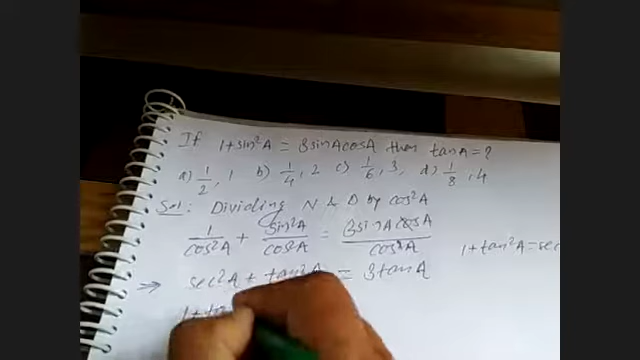 If 1+sin²A = 3sinAcosA then tanA=?
a) 1/2, 1 b) 1/4, 2 c) 1/6, 3, d) 1/8, 4
Sol: Dividing N & D by cos²A
1/cos²A + sin²A/cos²A = 3sinAcosA/cos²A
1+tan²A=sec
⇒ sec²A + tan²A = 3tanA